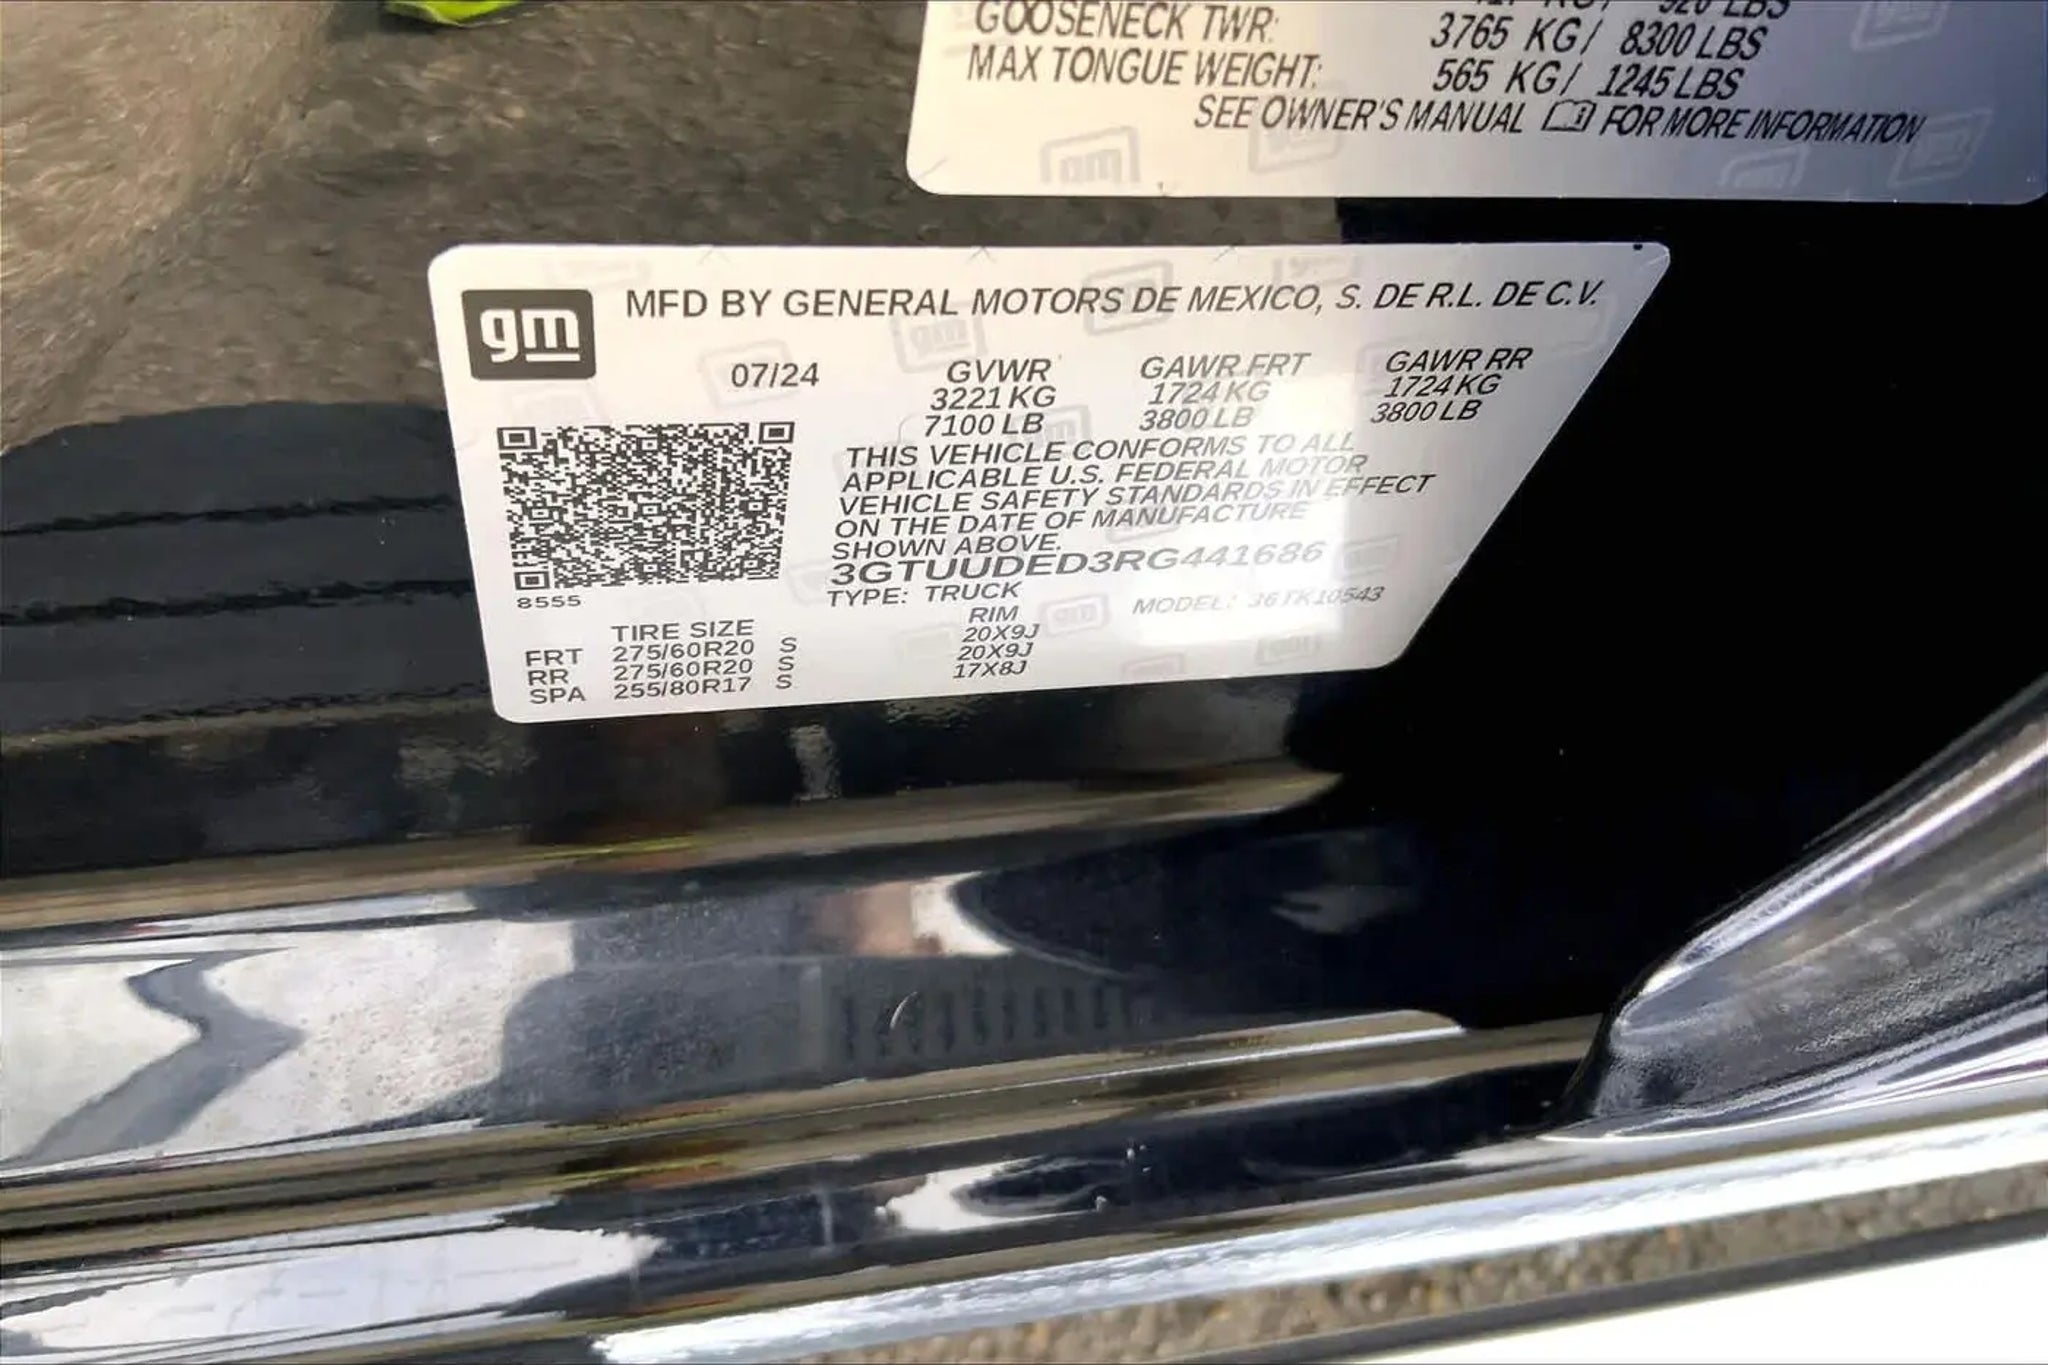 920 LBS
GOOSENECK TWR: 3765 KG/ 8300 LBS
MAX TONGUE WEIGHT: 565 KG/ 1245 LBS
SEE OWNER'S MANUAL FOR MORE INFORMATION
gm
MFD BY GENERAL MOTORS DE MEXICO, S. DE R.L. DE C.V.
07/24 GVWR GAWR FRT GAWR RR
3221 KG 1724 KG 1724 KG
7100 LB 3800 LB 3800 LB
THIS VEHICLE CONFORMS TO ALL
APPLICABLE U.S. FEDERAL MOTOR
VEHICLE SAFETY STANDARDS IN EFFECT
ON THE DATE OF MANUFACTURE
SHOWN ABOVE.
3GTUUDED3RG441686
8555
TYPE: TRUCK MODEL: 36TK10543
TIRE SIZE RIM
FRT 275/60R20 S 20X9J
RR 275/60R20 S 20X9J
SPA 255/80R17 S 17X8J